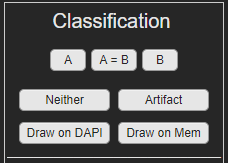 Classification
A A = B B
Neither Artifact
Draw on DAPI Draw on Mem